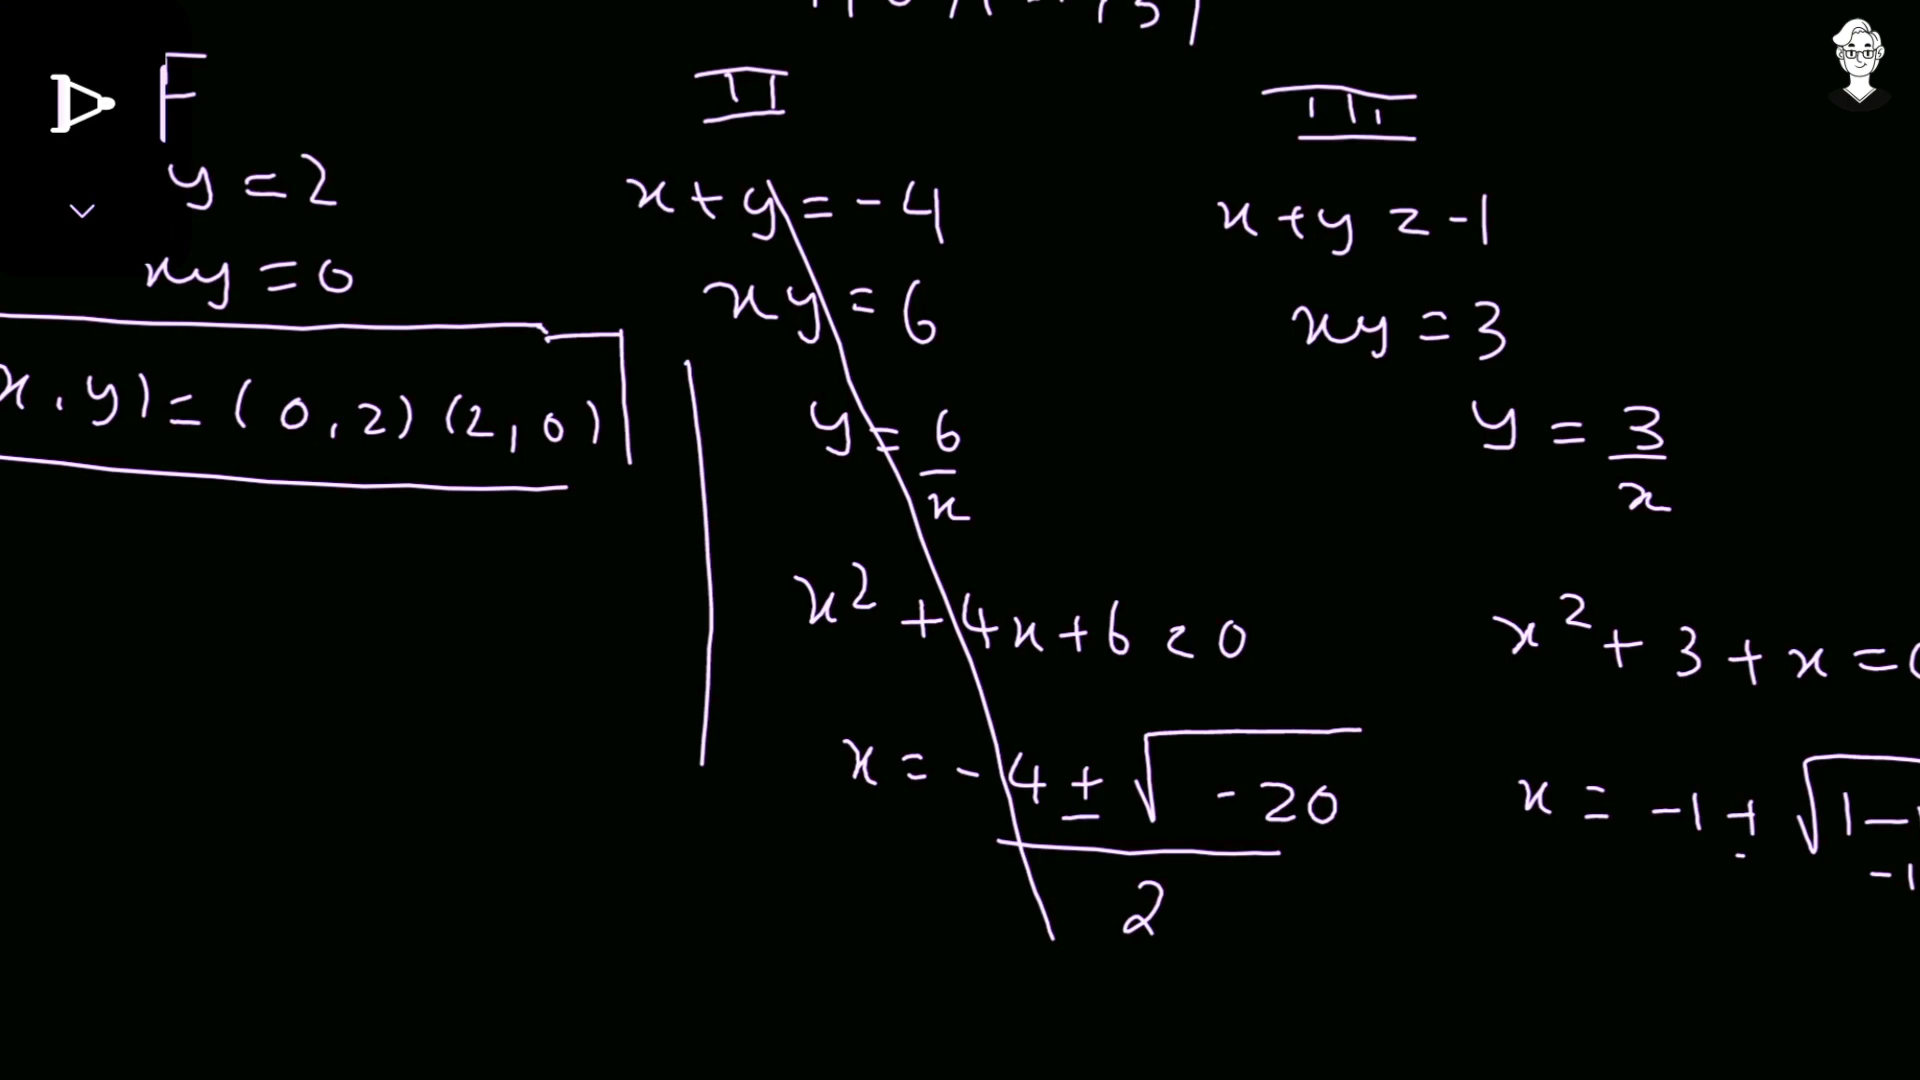 F
y = 2
xy = 0
x, y) = (0, 2) (2, 0)
II
x + y = -4
xy = 6
y = 6/x
x² + 4x + 6 = 0
x = -4 ± √-20 / 2
III
x + y = -1
xy = 3
y = 3/x
x² + 3 + x =
x = -1 ± √1 -